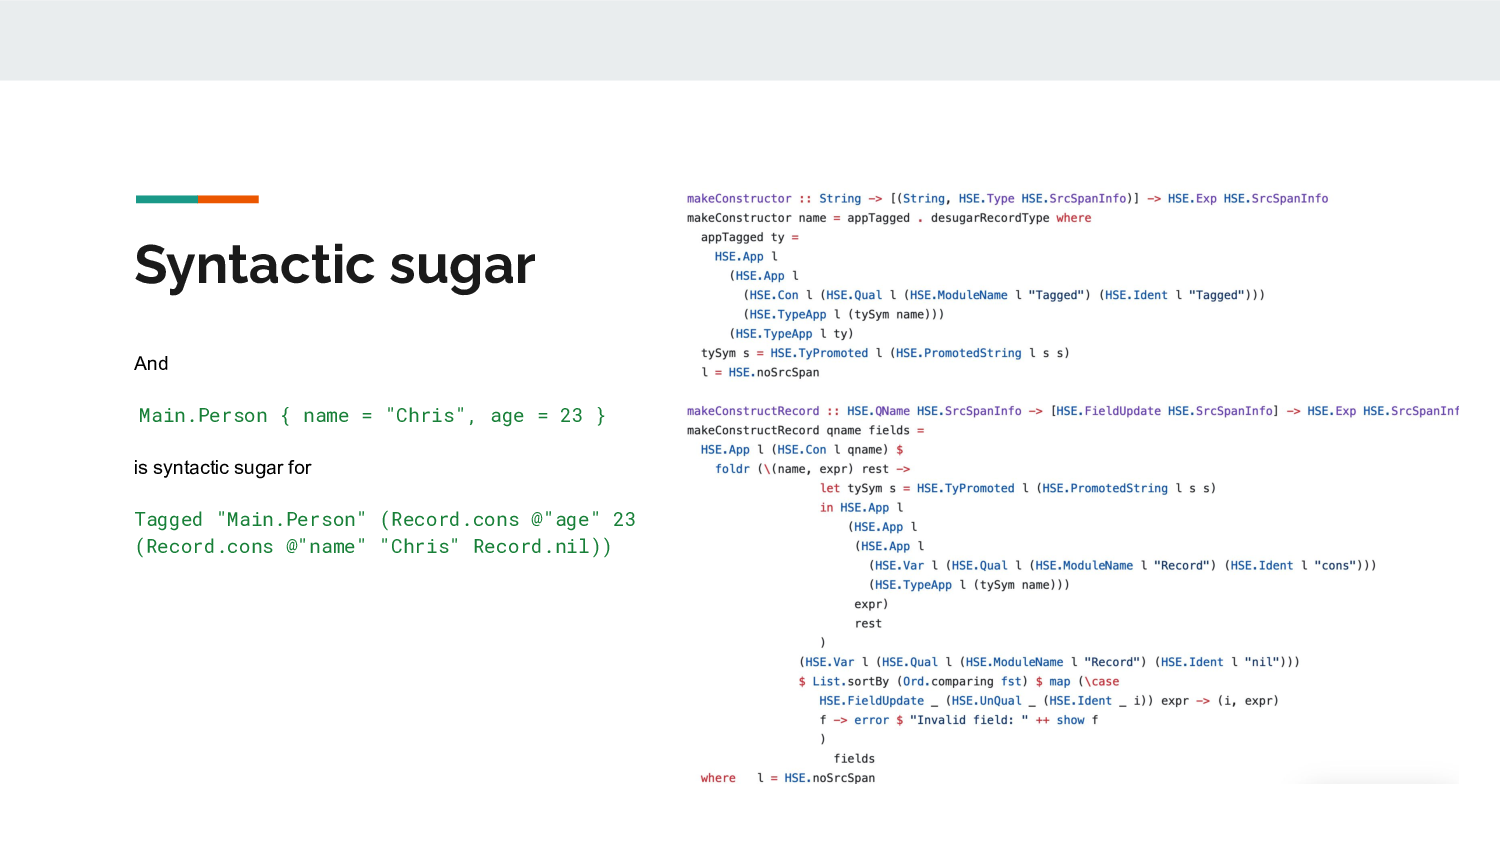 Syntactic sugar
And
Main.Person { name = "Chris", age = 23 }
is syntactic sugar for
Tagged "Main.Person" (Record.cons @"age" 23
(Record.cons @"name" "Chris" Record.nil))
makeConstructor :: String -> [(String, HSE.Type HSE.SrcSpanInfo)] -> HSE.Exp HSE.SrcSpanInfo
makeConstructor name = appTagged . desugarRecordType where
  appTagged ty =
    HSE.App l
      (HSE.App l
        (HSE.Con l (HSE.Qual l (HSE.ModuleName l "Tagged") (HSE.Ident l "Tagged")))
        (HSE.TypeApp l (tySym name)))
      (HSE.TypeApp l ty)
  tySym s = HSE.TyPromoted l (HSE.PromotedString l s s)
  l = HSE.noSrcSpan
makeConstructRecord :: HSE.QName HSE.SrcSpanInfo -> [HSE.FieldUpdate HSE.SrcSpanInfo] -> HSE.Exp HSE.SrcSpanInf
makeConstructRecord qname fields =
  HSE.App l (HSE.Con l qname) $
    foldr (\(name, expr) rest ->
                   let tySym s = HSE.TyPromoted l (HSE.PromotedString l s s)
                   in HSE.App l
                       (HSE.App l
                        (HSE.App l
                          (HSE.Var l (HSE.Qual l (HSE.ModuleName l "Record") (HSE.Ident l "cons")))
                          (HSE.TypeApp l (tySym name)))
                        expr)
                        rest
                   )
                (HSE.Var l (HSE.Qual l (HSE.ModuleName l "Record") (HSE.Ident l "nil")))
                $ List.sortBy (Ord.comparing fst) $ map (\case
                   HSE.FieldUpdate _ (HSE.UnQual _ (HSE.Ident _ i)) expr -> (i, expr)
                   f -> error $ "Invalid field: " ++ show f
                   )
                     fields
  where   l = HSE.noSrcSpan